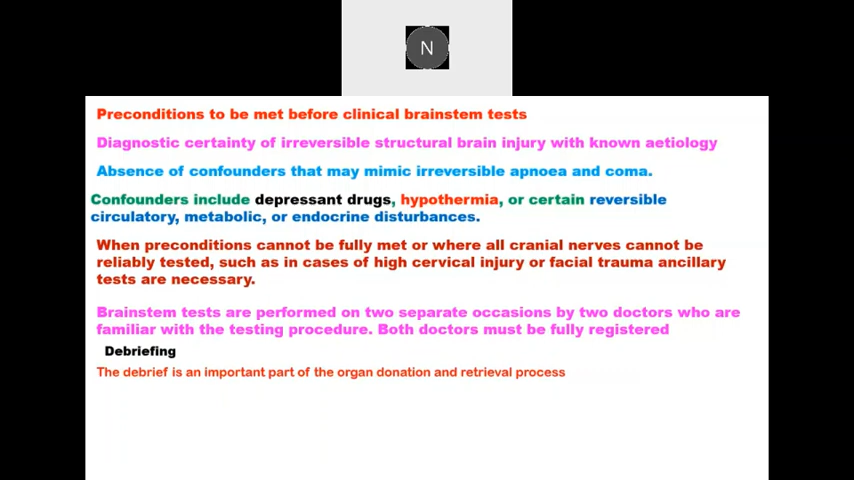 N
Preconditions to be met before clinical brainstem tests
Diagnostic certainty of irreversible structural brain injury with known aetiology
Absence of confounders that may mimic irreversible apnoea and coma.
Confounders include depressant drugs, hypothermia, or certain reversible
circulatory, metabolic, or endocrine disturbances.
When preconditions cannot be fully met or where all cranial nerves cannot be
reliably tested, such as in cases of high cervical injury or facial trauma ancillary
tests are necessary.
Brainstem tests are performed on two separate occasions by two doctors who are
familiar with the testing procedure. Both doctors must be fully registered
Debriefing
The debrief is an important part of the organ donation and retrieval process